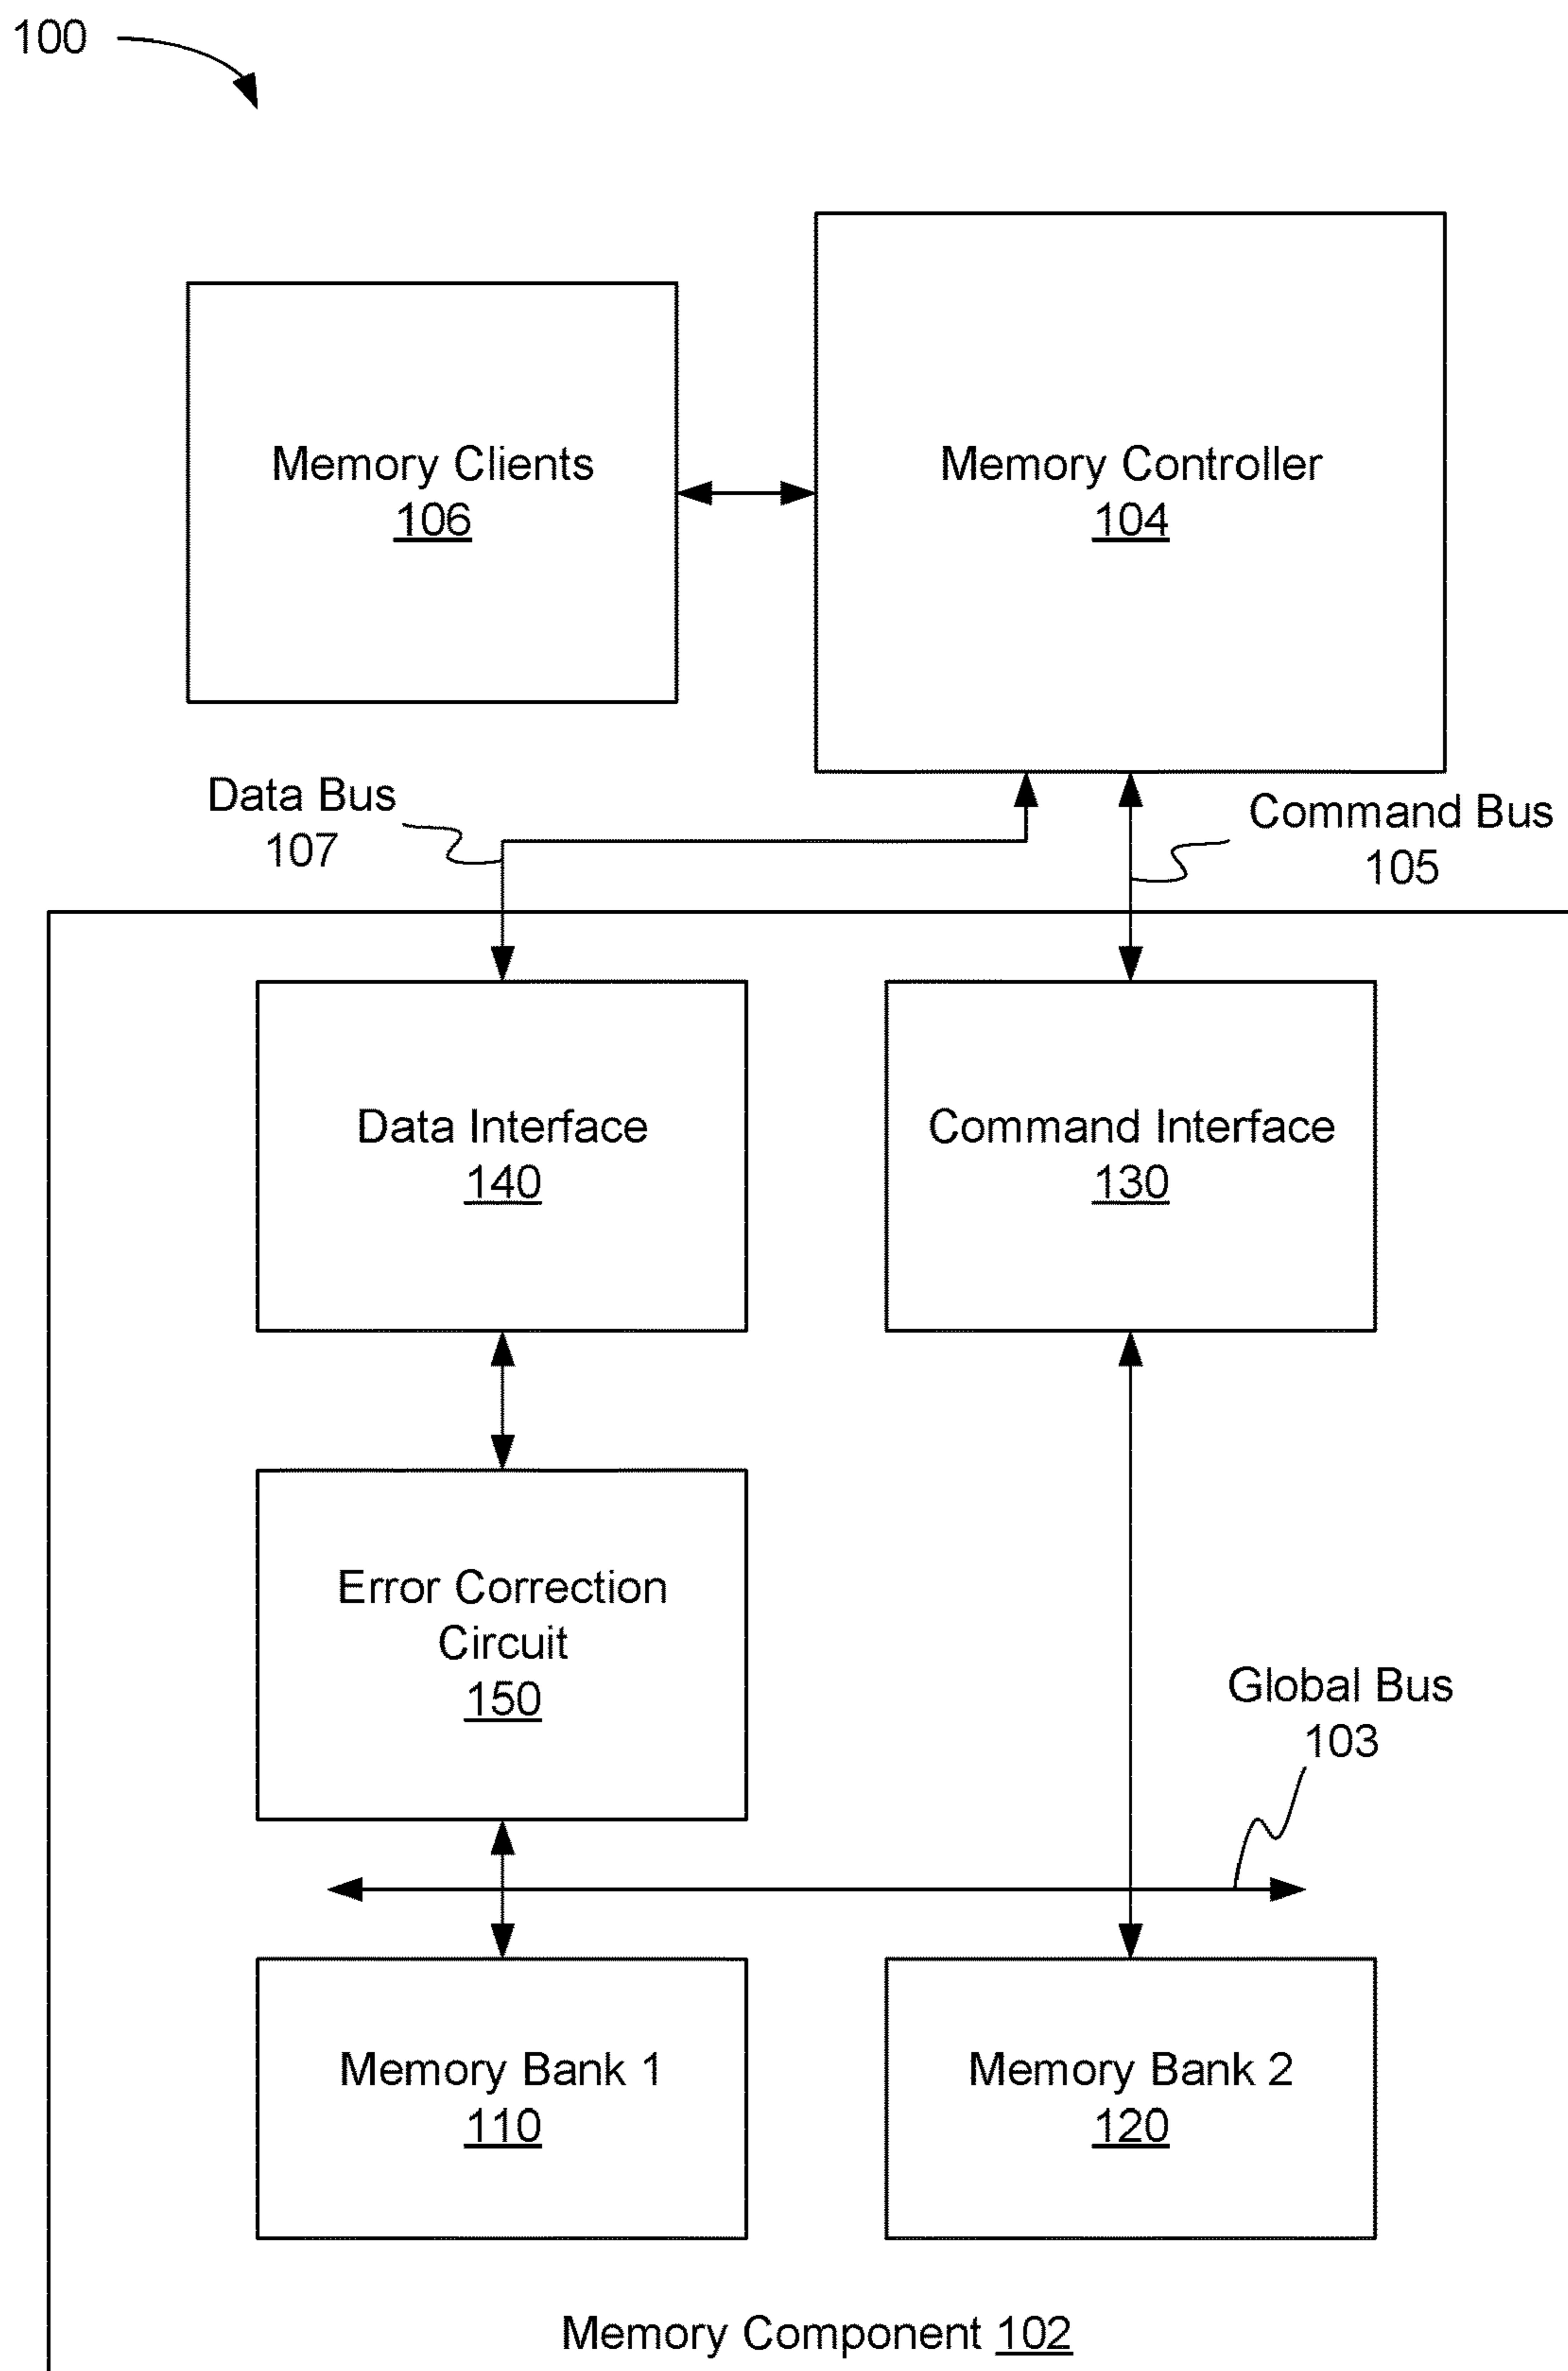 100
Memory Clients
106
Memory Controller
104
Data Bus
107
Command Bus
105
Data Interface
140
Command Interface
130
Error Correction
Circuit
150
Global Bus
103
Memory Bank 1
110
Memory Bank 2
120
Memory Component 102